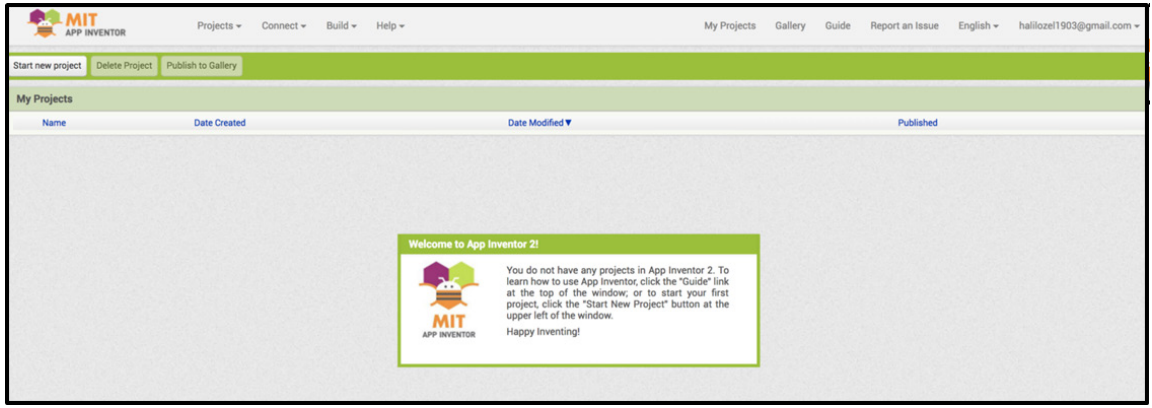 MIT
APP INVENTOR
Projects Connect Build Help My Projects Gallery Guide Report an Issue English halilozel1903@gmail.com
Start new project Delete Project Publish to Gallery
My Projects
Name Date Created Date Modified▼ Published
Welcome to App Inventor 2!
MIT
APP INVENTOR
You do not have any projects in App Inventor 2. To
learn how to use App Inventor, click the "Guide" link
at the top of the window; or to start your first
project, click the "Start New Project" button at the
upper left of the window.
Happy Inventing!